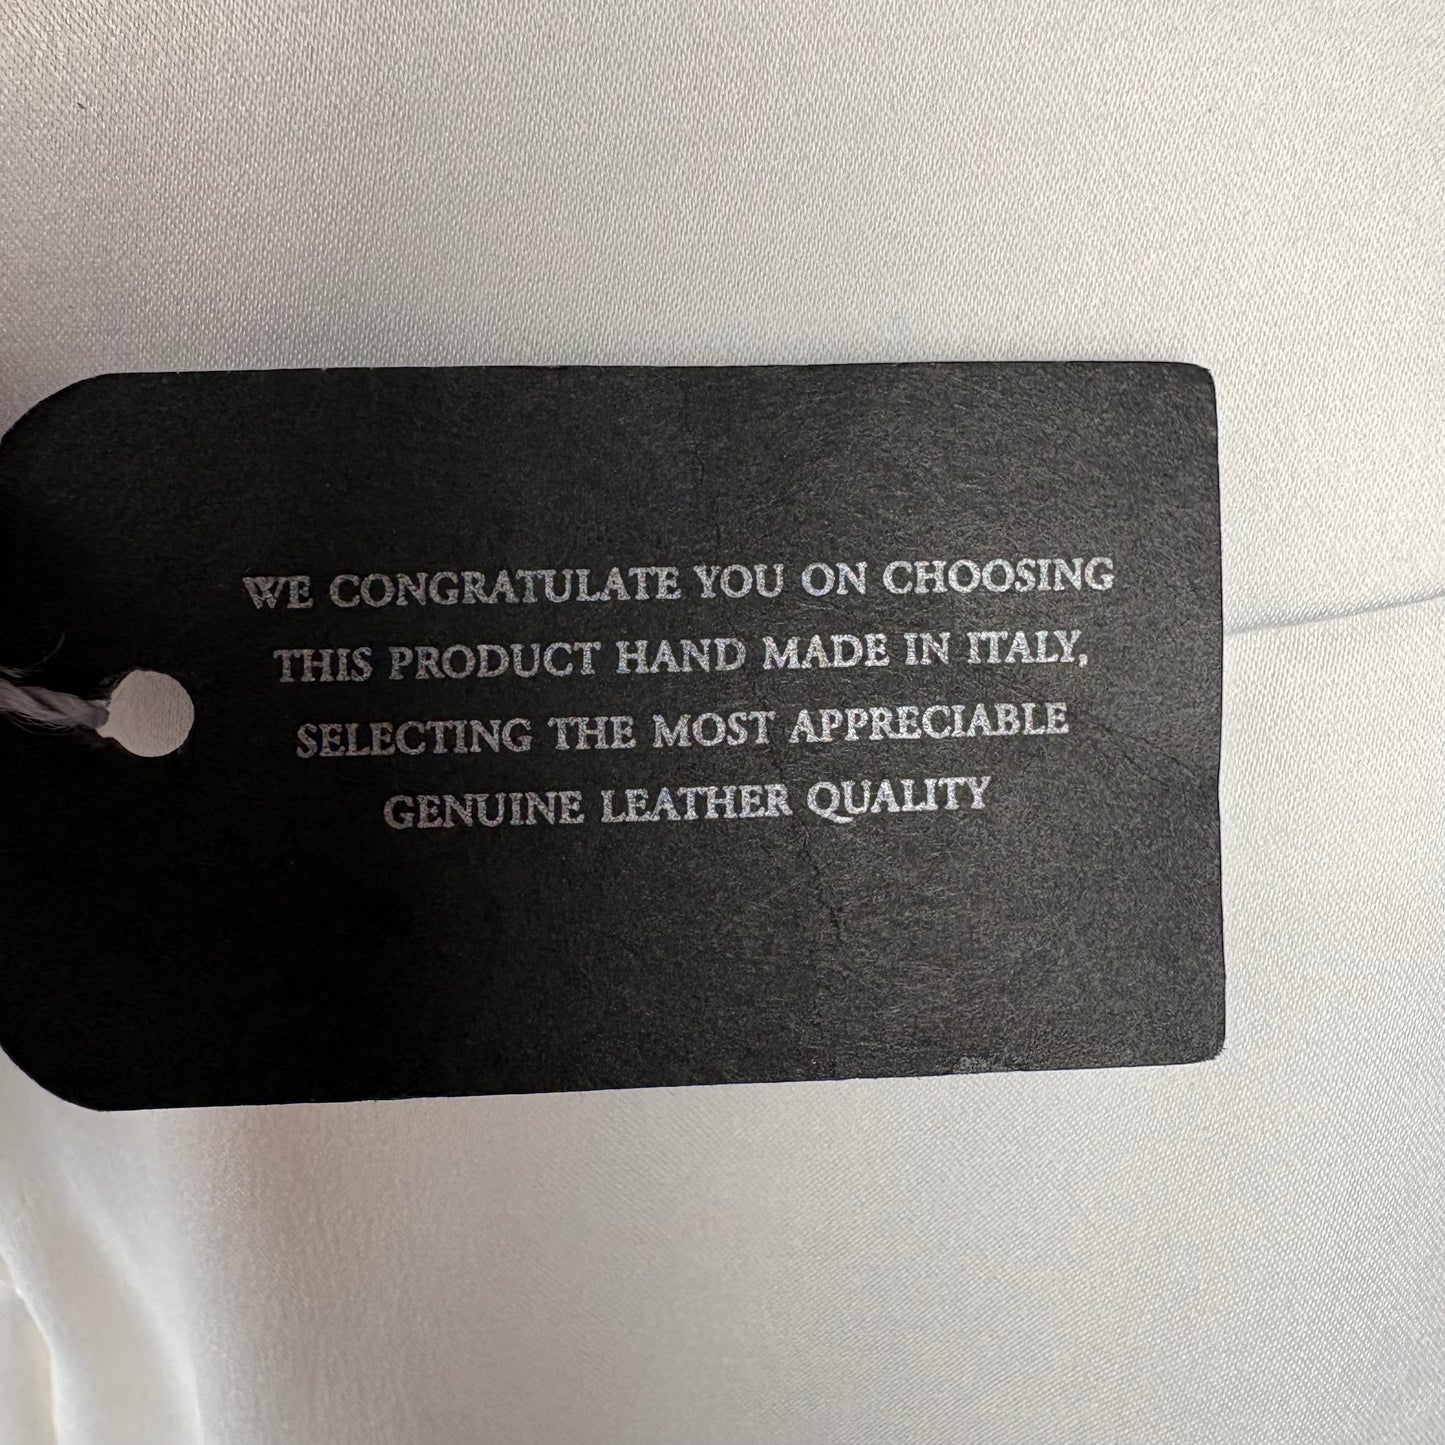 WE CONGRATULATE YOU ON CHOOSING
THIS PRODUCT HAND MADE IN ITALY,
SELECTING THE MOST APPRECIABLE
GENUINE LEATHER QUALITY